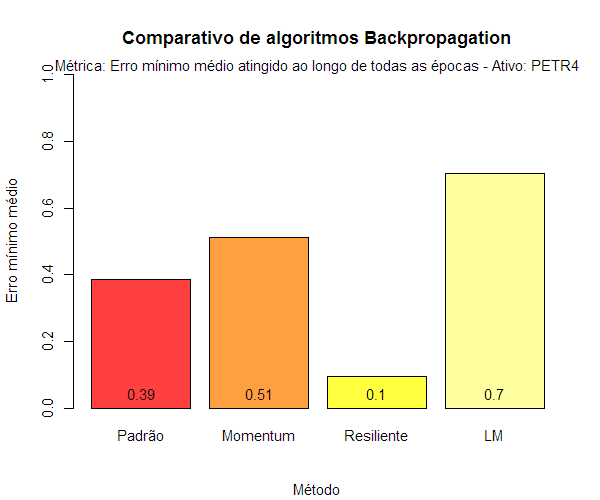 Comparativo de algoritmos Backpropagation
Métrica: Erro mínimo médio atingido ao longo de todas as épocas - Ativo: PETR4
Erro mínimo médio
1.0
0.8
0.6
0.4
0.2
0.0
0.39
0.51
0.1
0.7
Padrão
Momentum
Resiliente
LM
Método